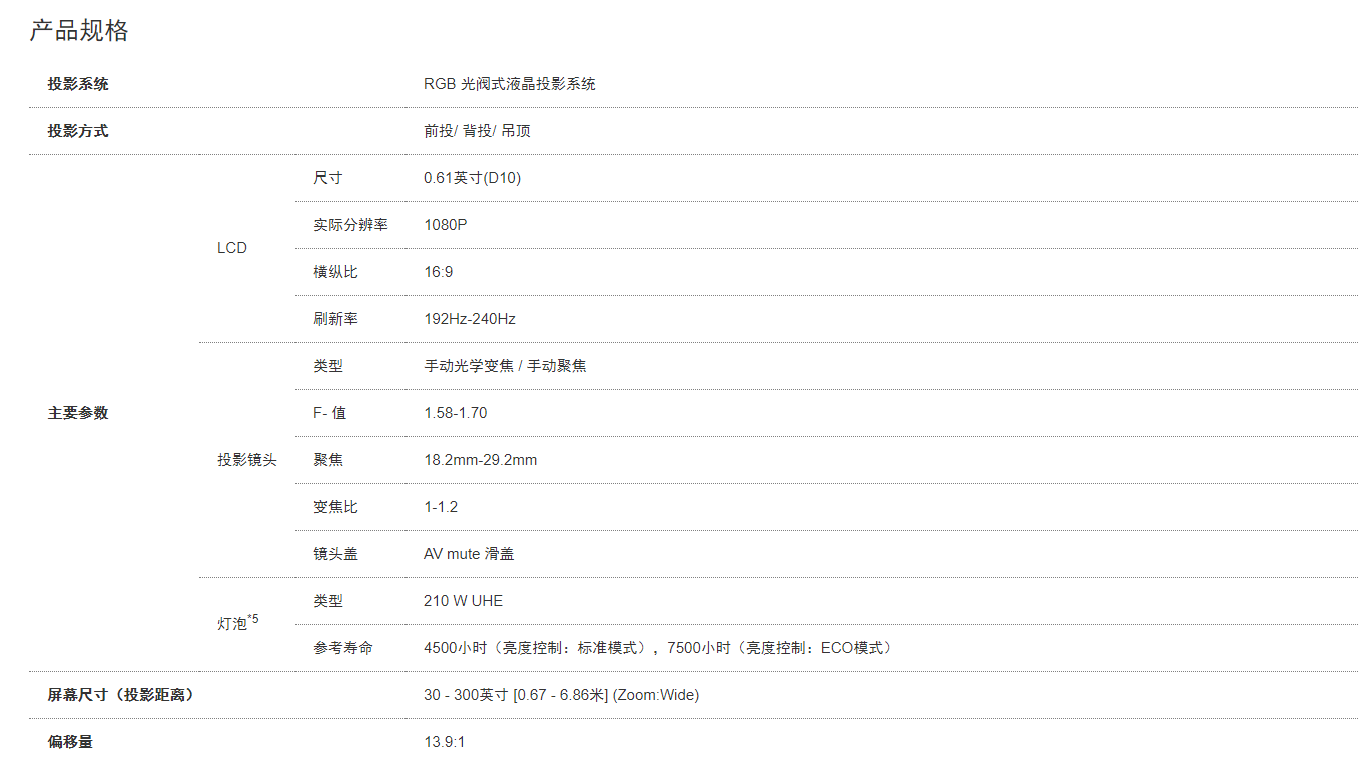 产品规格
投影系统 RGB 光阀式液晶投影系统
投影方式 前投/ 背投/ 吊顶
主要参数
LCD
尺寸 0.61英寸(D10)
实际分辨率 1080P
横纵比 16:9
刷新率 192Hz-240Hz
投影镜头
类型 手动光学变焦 / 手动聚焦
F- 值 1.58-1.70
聚焦 18.2mm-29.2mm
变焦比 1-1.2
镜头盖 AV mute 滑盖
灯泡*5
类型 210 W UHE
参考寿命 4500小时（亮度控制：标准模式），7500小时（亮度控制：ECO模式）
屏幕尺寸（投影距离） 30 - 300英寸 [0.67 - 6.86米] (Zoom:Wide)
偏移量 13.9:1